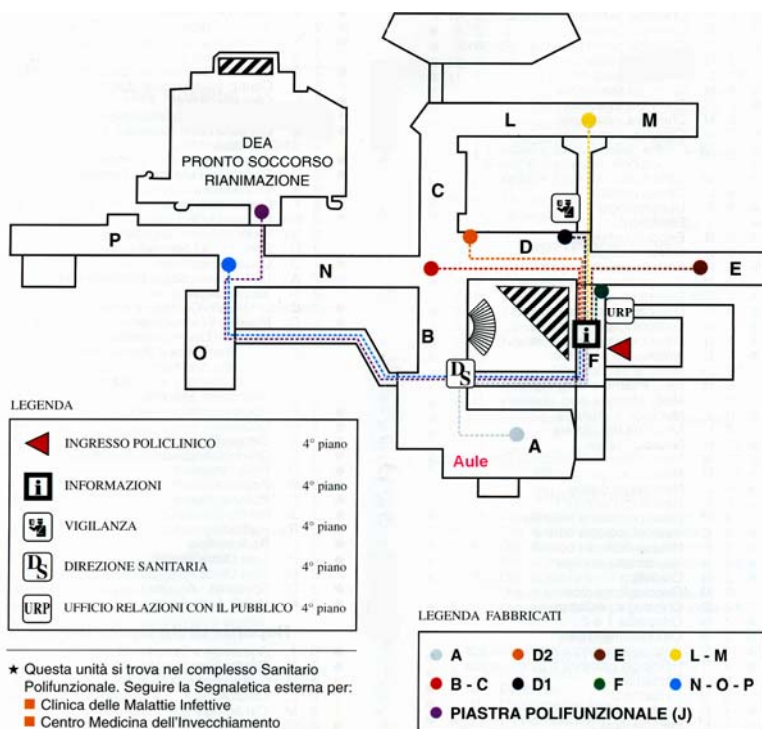 DEA
PRONTO SOCCORSO
RIANIMAZIONE
L
M
C
P
D
N
E
URP
i
F
B
O
DS
A
Aule
LEGENDA
INGRESSO POLICLINICO 4° piano
i INFORMAZIONI 4° piano
VIGILANZA 4° piano
DS DIREZIONE SANITARIA 4° piano
URP UFFICIO RELAZIONI CON IL PUBBLICO 4° piano
★ Questa unità si trova nel complesso Sanitario
Polifunzionale. Seguire la Segnaletica esterna per:
Clinica delle Malattie Infettive
Centro Medicina dell'Invecchiamento
LEGENDA FABBRICATI
A D2 E L - M
B - C D1 F N - O - P
PIASTRA POLIFUNZIONALE (J)